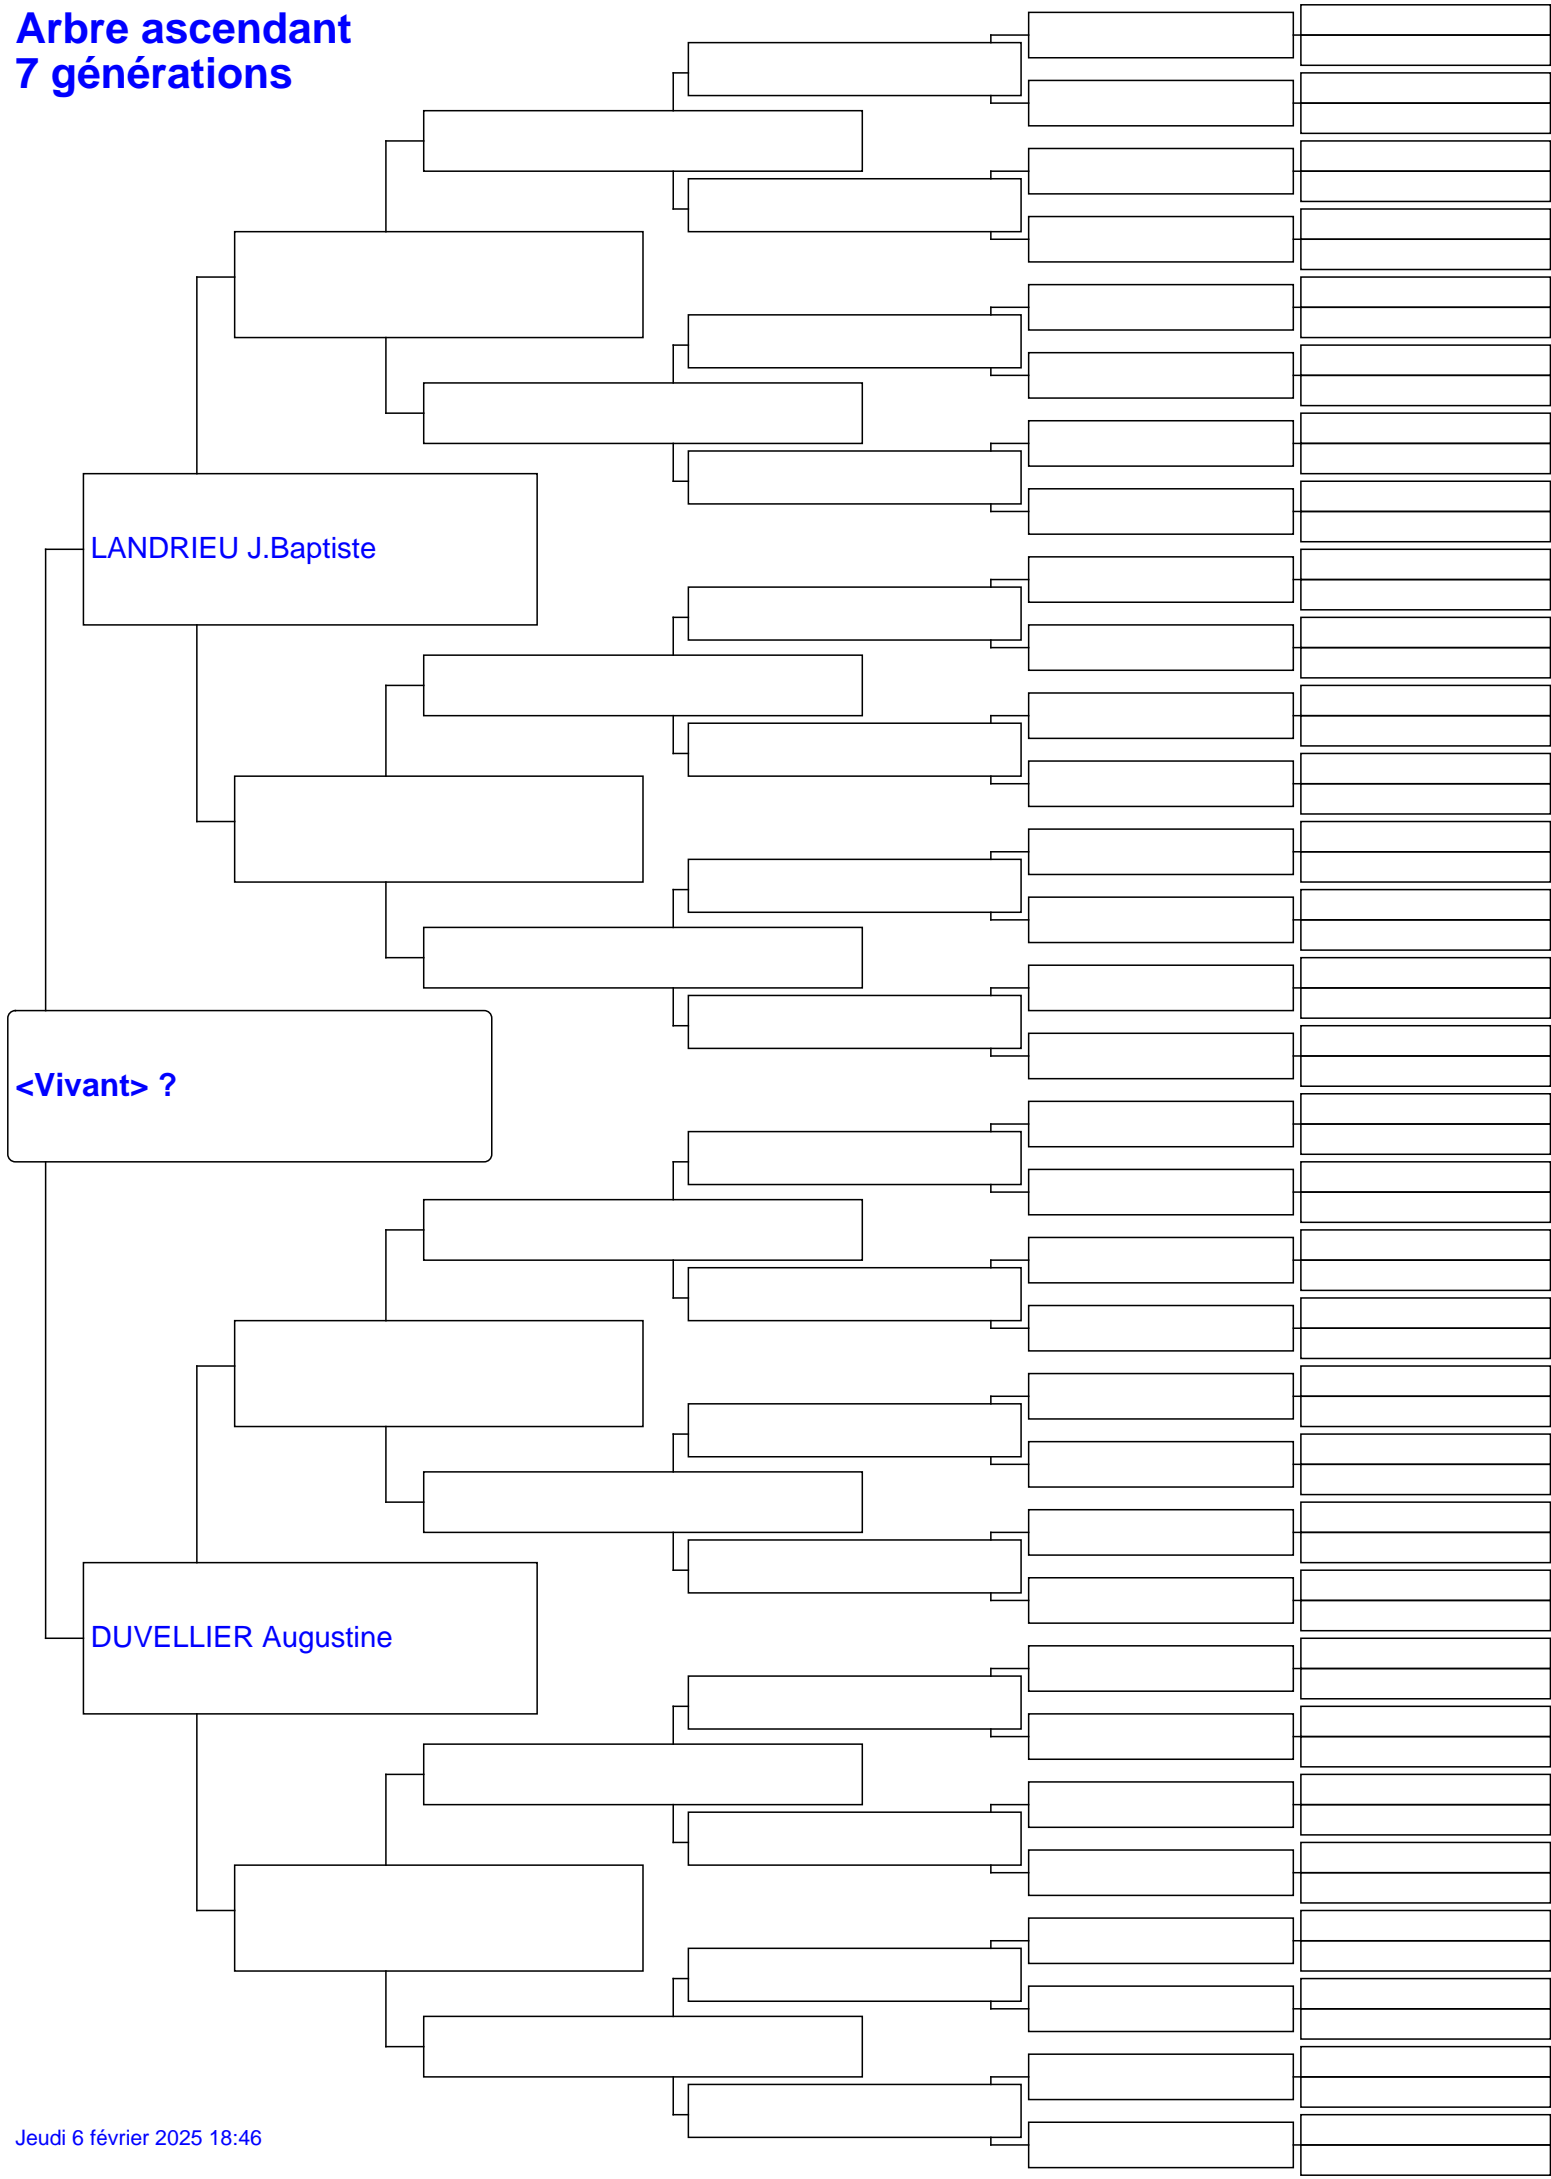 Arbre ascendant
7 générations
LANDRIEU J.Baptiste
<Vivant> ?
DUVELLIER Augustine
Jeudi 6 février 2025 18:46